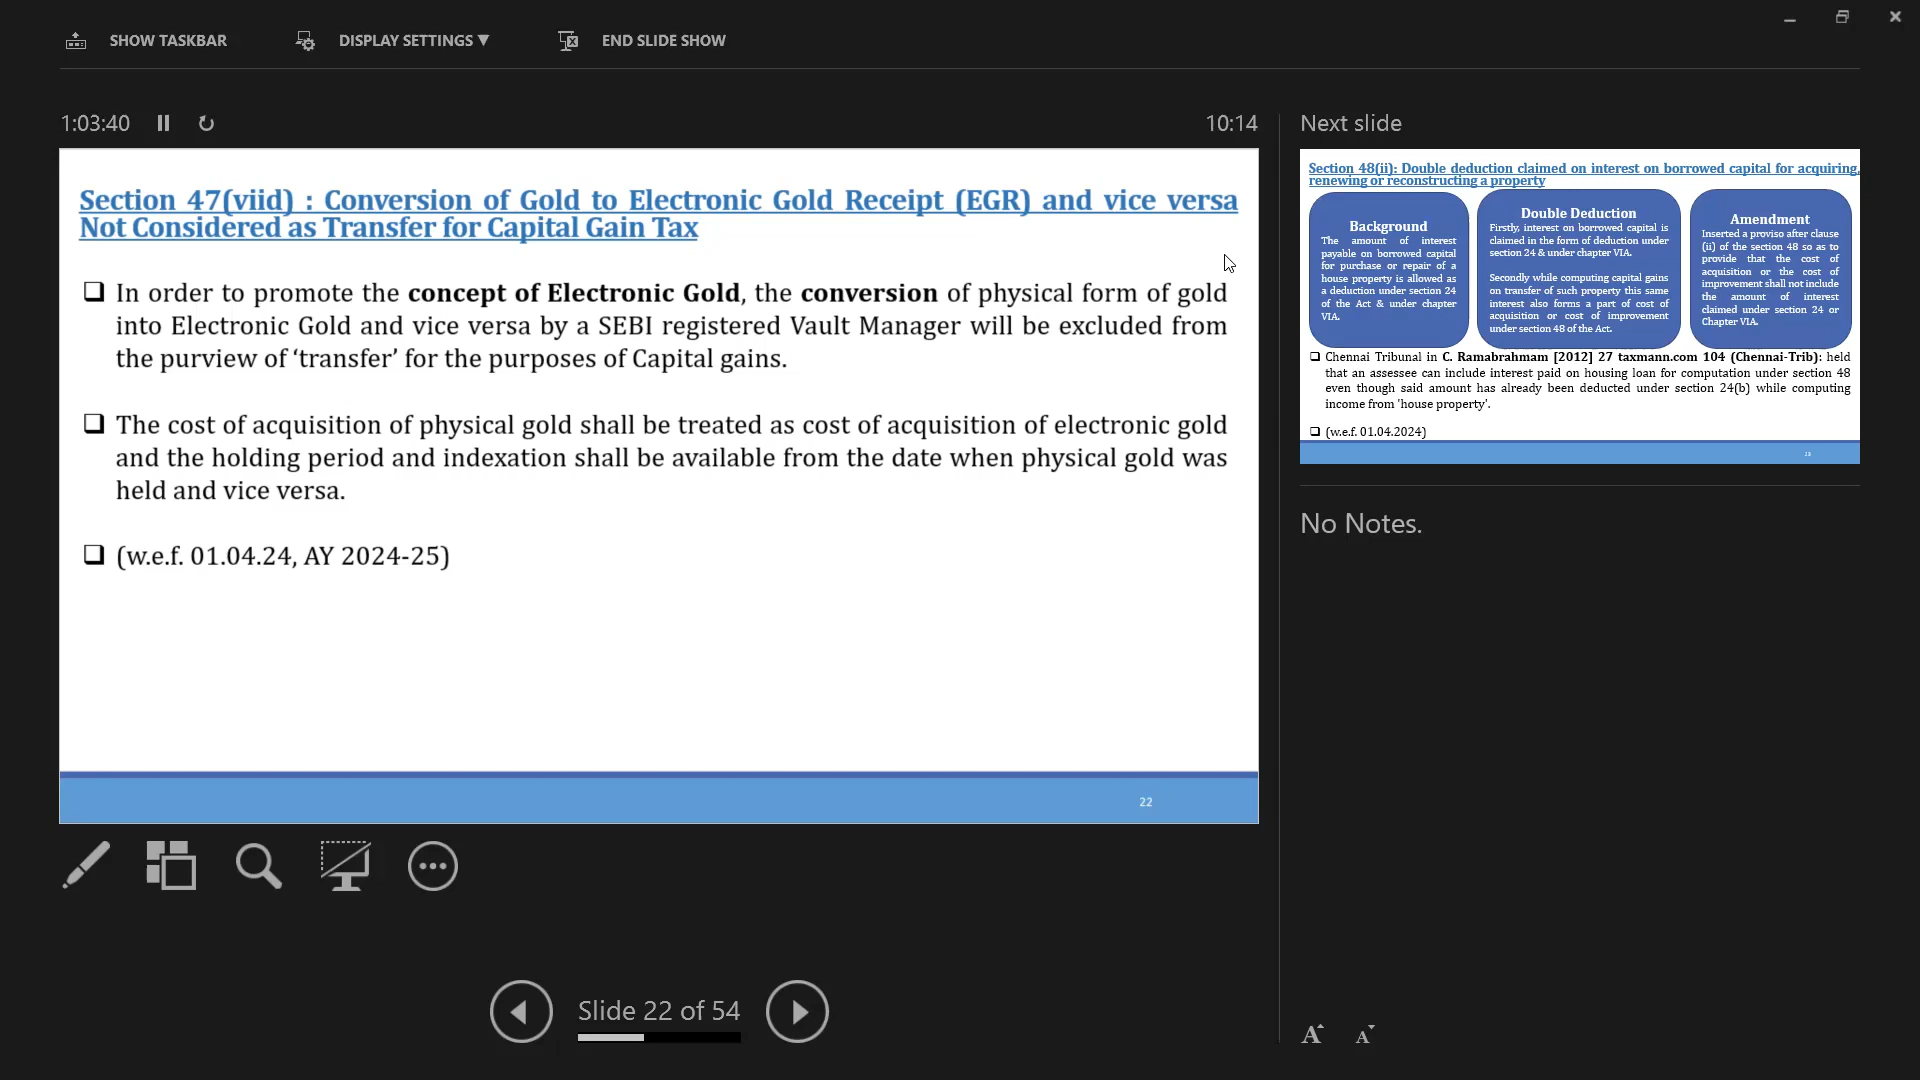 SHOW TASKBAR
DISPLAY SETTINGS ▼
END SLIDE SHOW
1:03:40
10:14
Section 47(viid) : Conversion of Gold to Electronic Gold Receipt (EGR) and vice versa
Not Considered as Transfer for Capital Gain Tax
❑ In order to promote the concept of Electronic Gold, the conversion of physical form of gold
into Electronic Gold and vice versa by a SEBI registered Vault Manager will be excluded from
the purview of ‘transfer’ for the purposes of Capital gains.
❑ The cost of acquisition of physical gold shall be treated as cost of acquisition of electronic gold
and the holding period and indexation shall be available from the date when physical gold was
held and vice versa.
❑ (w.e.f. 01.04.24, AY 2024-25)
22
Slide 22 of 54
Next slide
Section 48(ii): Double deduction claimed on interest on borrowed capital for acquiring,
renewing or reconstructing a property
Background
The amount of interest
payable on borrowed capital
for purchase or repair of a
house property is allowed as
a deduction under section 24
of the Act & under chapter
VIA.
Double Deduction
Firstly, interest on borrowed capital is
claimed in the form of deduction under
section 24 & under chapter VIA.
Secondly while computing capital gains
on transfer of such property this same
interest also forms a part of cost of
acquisition or cost of improvement
under section 48 of the Act.
Amendment
Inserted a proviso after clause
(ii) of the section 48 so as to
provide that the cost of
acquisition or the cost of
improvement shall not include
the amount of interest
claimed under section 24 or
Chapter VIA.
❑ Chennai Tribunal in C. Ramabrahmam [2012] 27 taxmann.com 104 (Chennai-Trib): held
that an assessee can include interest paid on housing loan for computation under section 48
even though said amount has already been deducted under section 24(b) while computing
income from 'house property'.
❑ (w.e.f. 01.04.2024)
23
No Notes.
A A